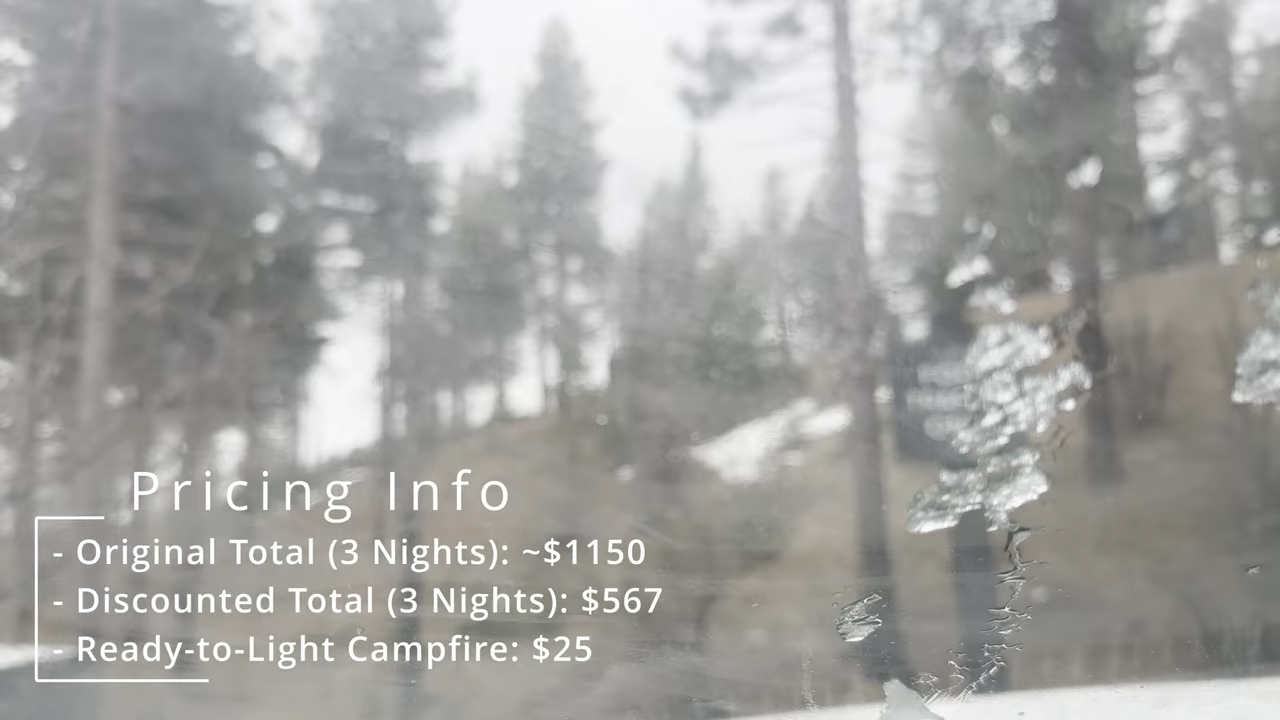 Pricing Info
- Original Total (3 Nights): ~$1150
- Discounted Total (3 Nights): $567
- Ready-to-Light Campfire: $25